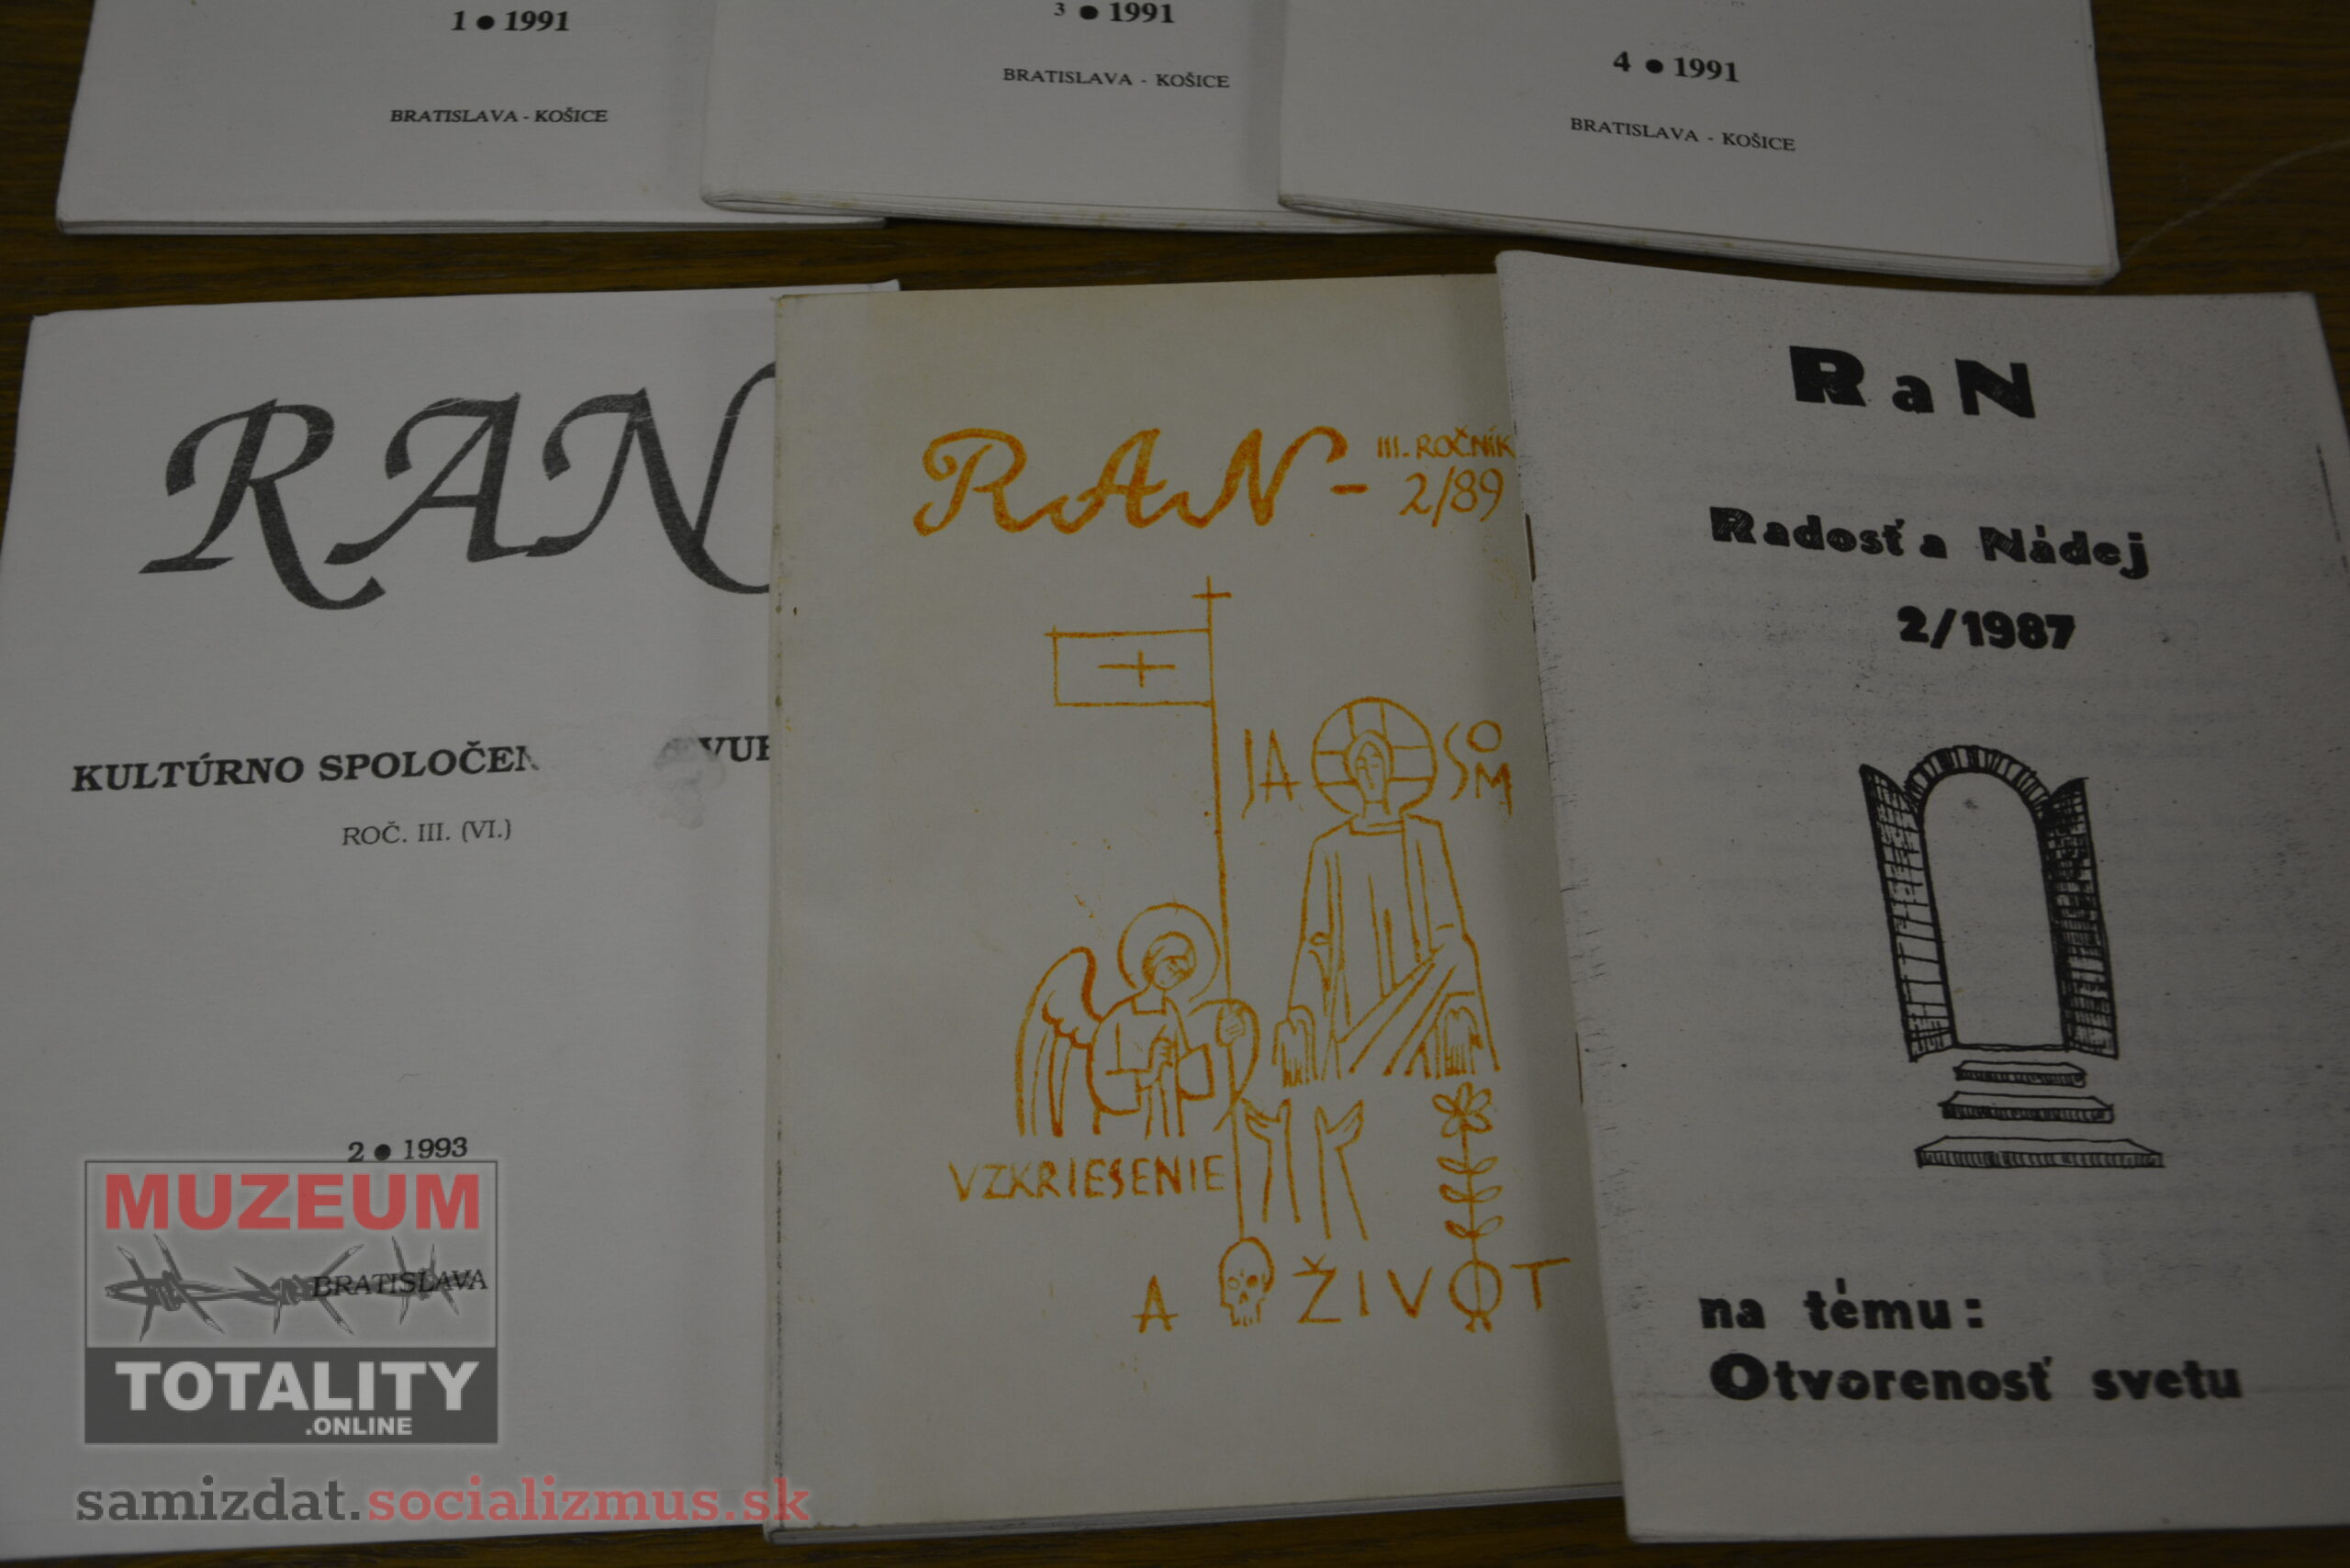 1 ● 1991
BRATISLAVA - KOŠICE
3 ● 1991
BRATISLAVA - KOŠICE
4 ● 1991
BRATISLAVA - KOŠICE
RAN
KULTÚRNO
ROČ. III. (VI.)
2 ● 1993
BRATISLAVA
RAN - III. ROČNÍK
2/89
JA SOM
VZKRIESENIE
A ŽIVOT
RaN
Radosť a Nádej
2/1987
na tému:
Otvorenosť svetu
MUZEUM
TOTALITY
.ONLINE
samizdat.socializmus.sk